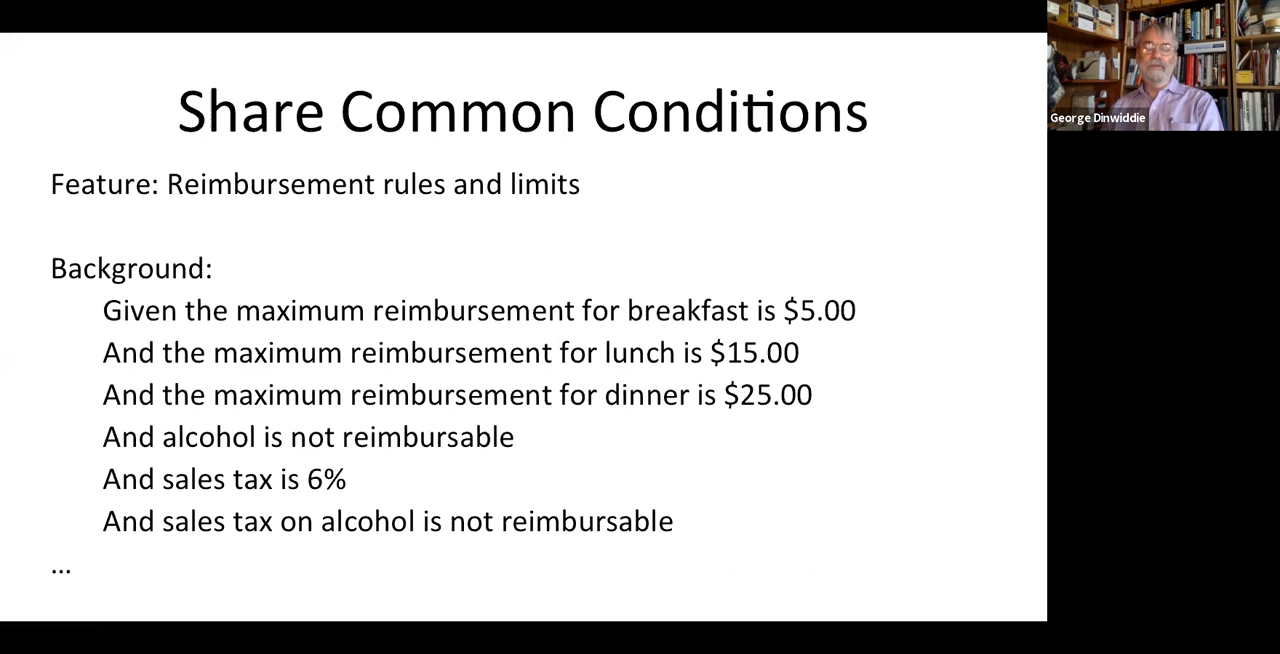 Share Common Conditions
Feature: Reimbursement rules and limits
Background:
Given the maximum reimbursement for breakfast is $5.00
And the maximum reimbursement for lunch is $15.00
And the maximum reimbursement for dinner is $25.00
And alcohol is not reimbursable
And sales tax is 6%
And sales tax on alcohol is not reimbursable
...
George Dinwiddie